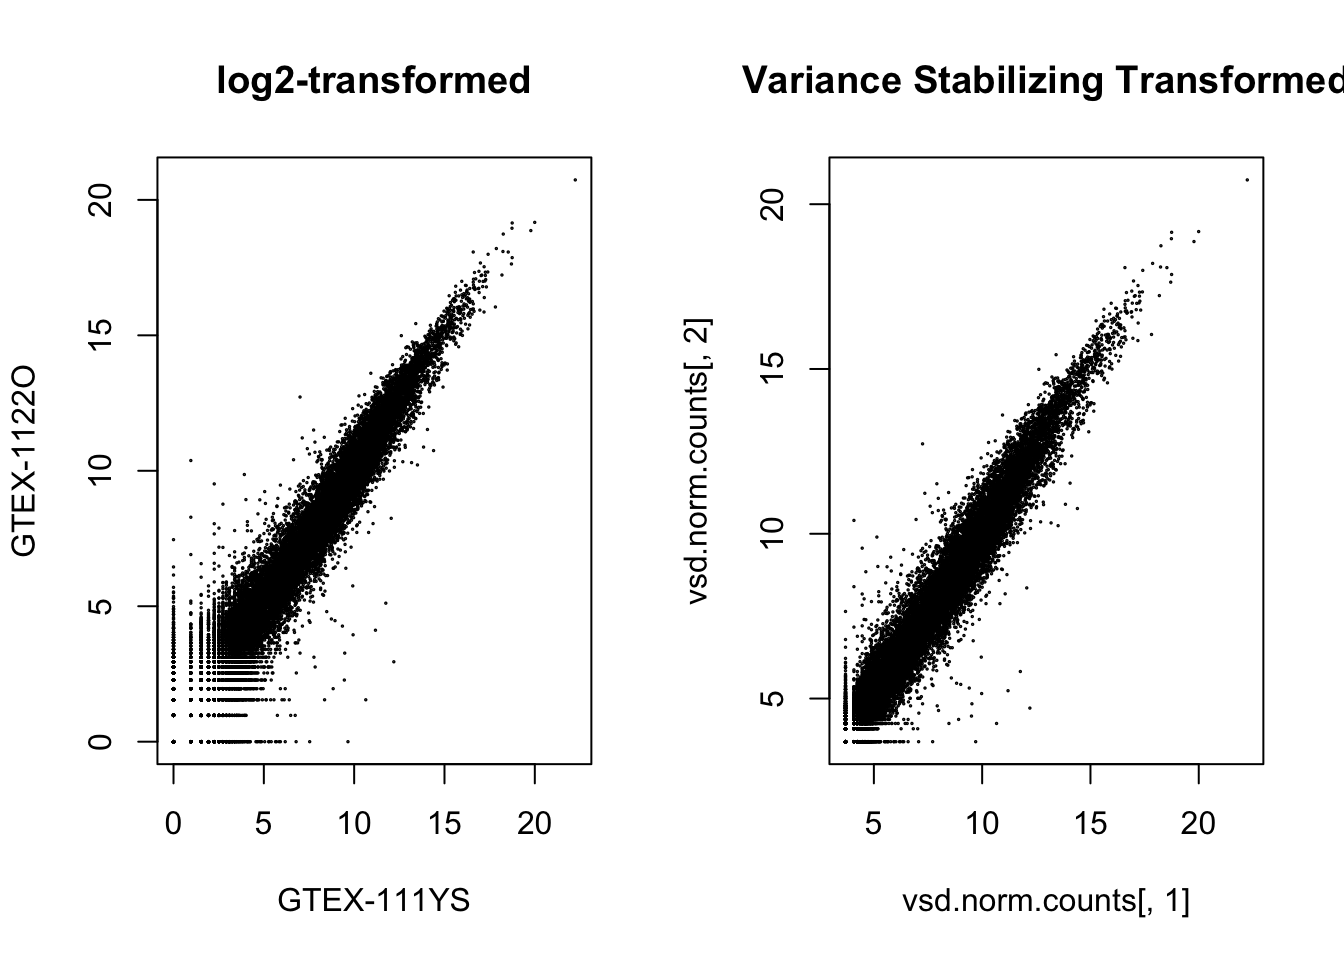 log2-transformed
GTEX-1122O
20
15
10
5
0
0 5 10 15 20
GTEX-111YS
Variance Stabilizing Transformed
vsd.norm.counts[, 2]
20
15
10
5
5 10 15 20
vsd.norm.counts[, 1]